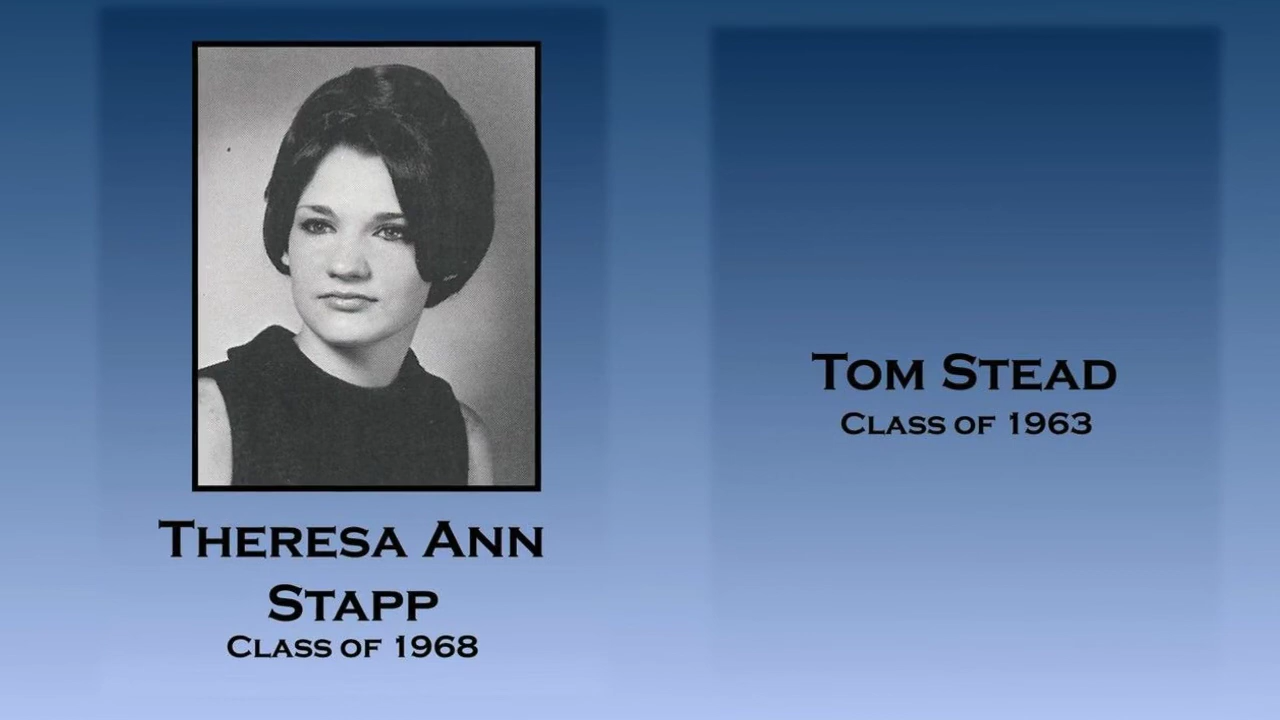 Theresa Ann
Stapp
Class of 1968
Tom Stead
Class of 1963